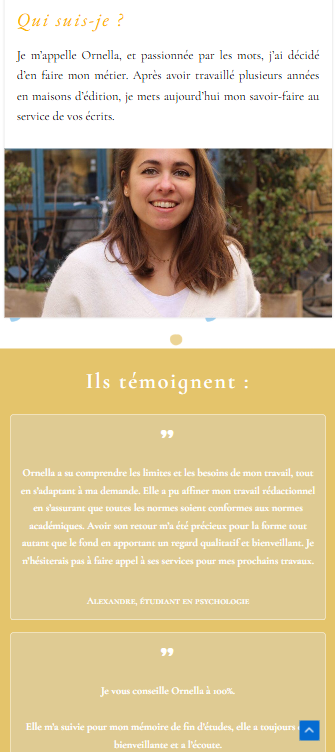 Qui suis-je ?
Je m'appelle Ornella, et passionnée par les mots, j'ai décidé
d'en faire mon métier. Après avoir travaillé plusieurs années
en maisons d'édition, je mets aujourd'hui mon savoir-faire au
service de vos écrits.
Ils témoignent :
Ornella a su comprendre les limites et les besoins de mon travail, tout
en s'adaptant à ma demande. Elle a pu affiner mon travail rédactionnel
en s'assurant que toutes les normes soient conformes aux normes
académiques. Avoir son retour m'a été précieux pour la forme tout
autant que le fond en apportant un regard qualitatif et bienveillant. Je
n'hésiterais pas à faire appel à ses services pour mes prochains travaux.
Alexandre, étudiant en psychologie
Je vous conseille Ornella à 100%.
Elle m'a suivie pour mon mémoire de fin d'études, elle a toujours
bienveillante et a l'écoute.